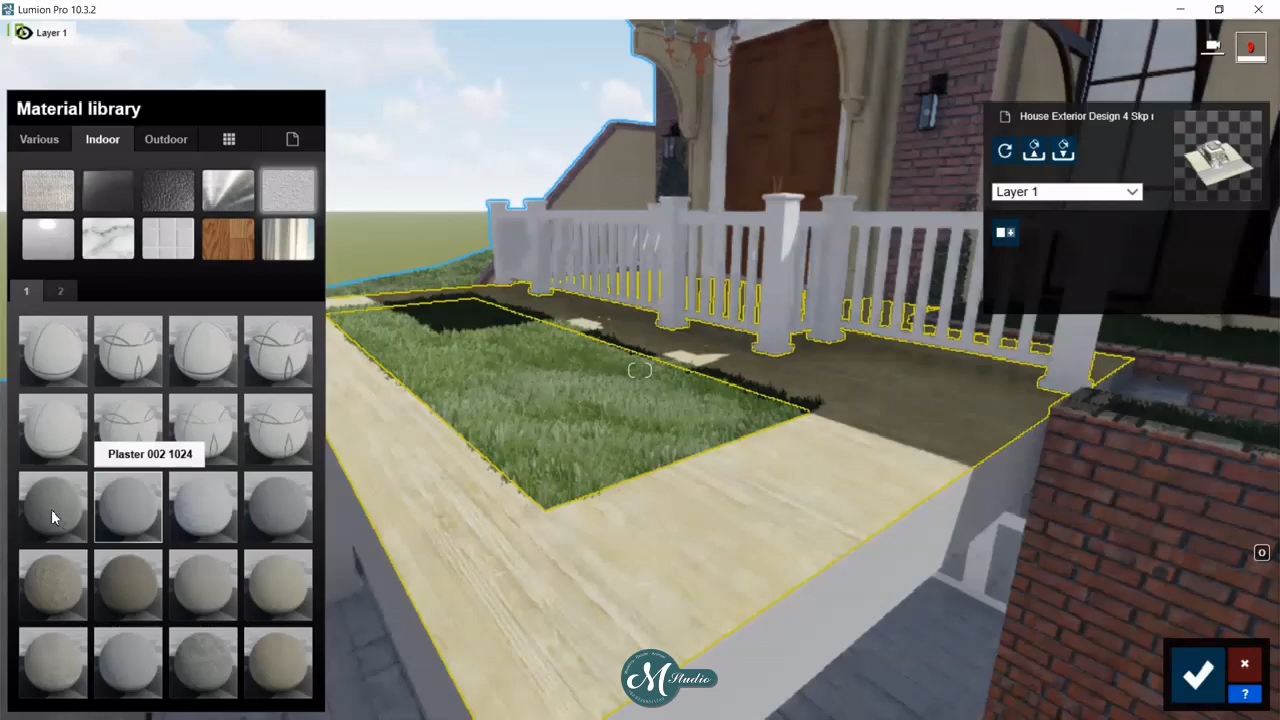 Lumion Pro 10.3.2
Layer 1
9
Material library
Various
Indoor
Outdoor
House Exterior Design 4 Skp
Layer 1
1
2
Plaster 002 1024
O
M Studio
?